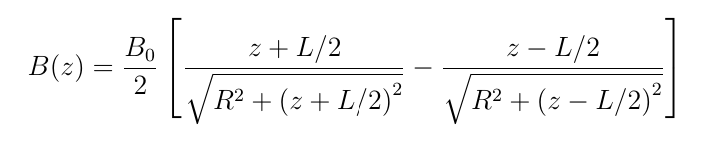 B(z) = \frac{B_0}{2} \left[ \frac{z + L/2}{\sqrt{R^2 + (z + L/2)^2}} - \frac{z - L/2}{\sqrt{R^2 + (z - L/2)^2}} \right]